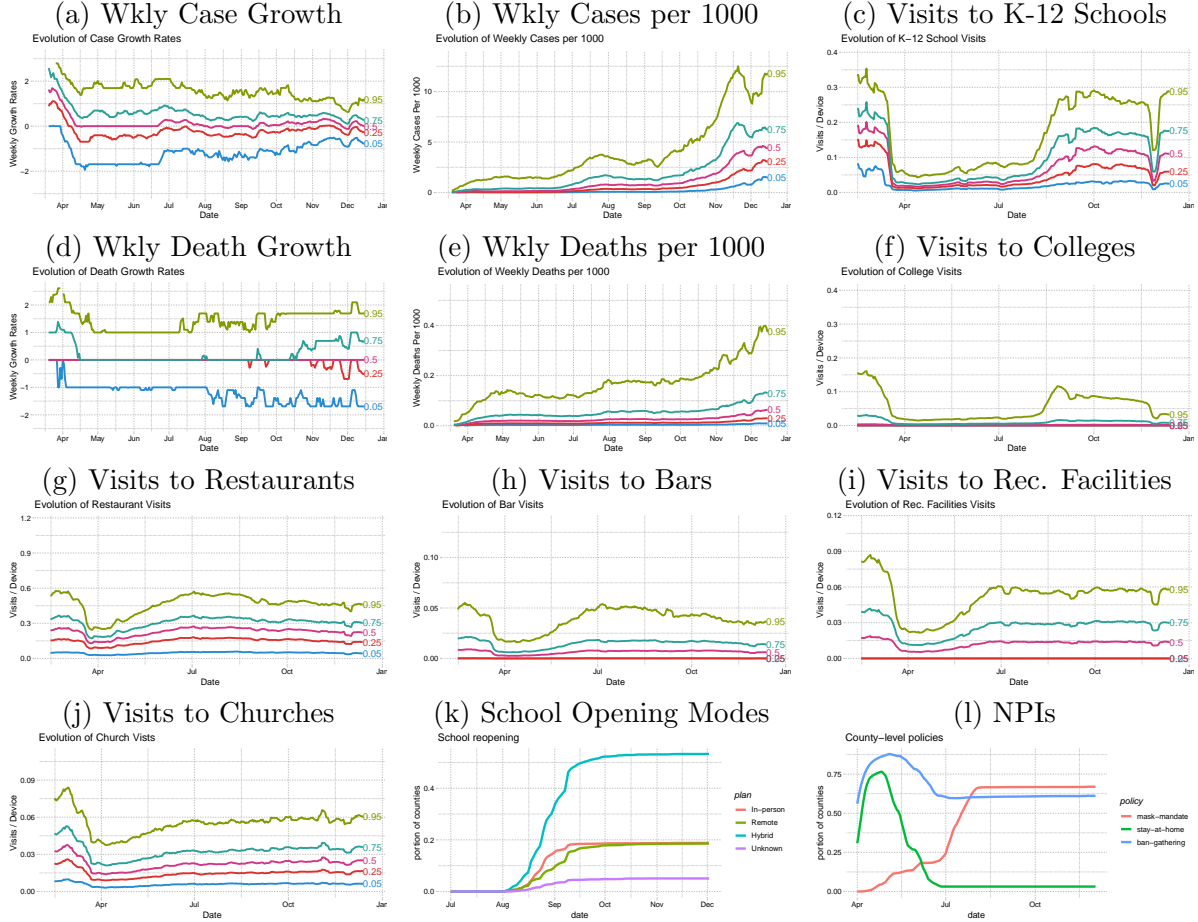 (a) Wkly Case Growth
Evolution of Case Growth Rates
Weekly Growth Rates
2
0
−2
0.95
0.75
0.5
0.25
0.05
Apr May Jun Jul Aug Sep Oct Nov Dec Jan
Date
(b) Wkly Cases per 1000
Evolution of Weekly Cases per 1000
Weekly Cases Per 1000
10
5
0
0.95
0.75
0.5
0.25
0.05
Apr May Jun Jul Aug Sep Oct Nov Dec Jan
Date
(c) Visits to K-12 Schools
Evolution of K−12 School Visits
Visits / Device
0.4
0.3
0.2
0.1
0.0
0.95
0.75
0.5
0.25
0.05
Apr Jul Oct Jan
Date
(d) Wkly Death Growth
Evolution of Death Growth Rates
Weekly Growth Rates
2
1
0
−1
−2
0.95
0.75
0.5
0.25
0.05
Apr May Jun Jul Aug Sep Oct Nov Dec Jan
Date
(e) Wkly Deaths per 1000
Evolution of Weekly Deaths per 1000
Weekly Deaths Per 1000
0.4
0.2
0.0
0.95
0.75
0.5
0.25
0.05
Apr May Jun Jul Aug Sep Oct Nov Dec Jan
Date
(f) Visits to Colleges
Evolution of College Visits
Visits / Device
0.4
0.3
0.2
0.1
0.0
0.95
Apr Jul Oct Jan
Date
(g) Visits to Restaurants
Evolution of Restaurant Visits
Visits / Device
1.2
0.9
0.6
0.3
0.0
0.95
0.75
0.5
0.25
0.05
Apr Jul Oct Jan
Date
(h) Visits to Bars
Evolution of Bar Visits
Visits / Device
0.10
0.05
0.00
0.95
0.75
0.5
0.25
Apr Jul Oct Jan
Date
(i) Visits to Rec. Facilities
Evolution of Rec. Facilities Visits
Visits / Device
0.12
0.09
0.06
0.03
0.00
0.95
0.75
0.5
0.25
Apr Jul Oct Jan
Date
(j) Visits to Churches
Evolution of Church Vists
Visits / Device
0.09
0.06
0.03
0.00
0.95
0.75
0.5
0.25
0.05
Apr Jul Oct Jan
Date
(k) School Opening Modes
School reopening
portion of counties
0.4
0.2
0.0
Jul Aug Sep Oct Nov Dec
date
plan
In−person
Remote
Hybrid
Unknown
(l) NPIs
County−level policies
portion of counties
0.75
0.50
0.25
0.00
Apr Jul Oct
date
policy
mask−mandate
stay−at−home
ban−gathering